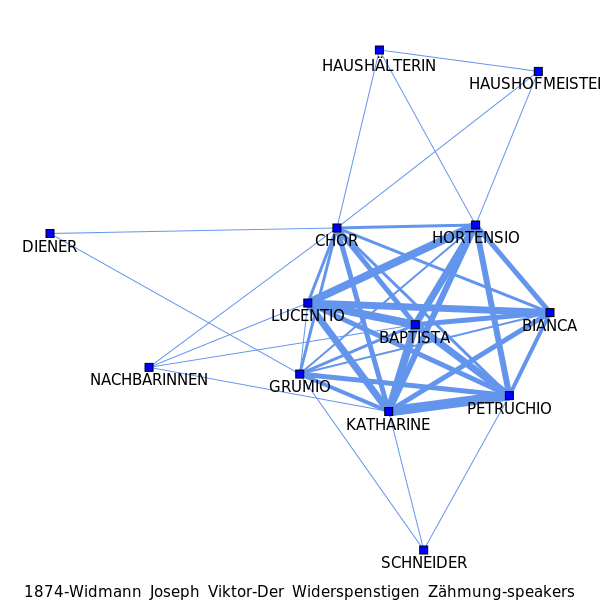 HAUSHÄLTERIN
HAUSHOFMEISTER
CHOR
HORTENSIO
DIENER
LUCENTIO
BIANCA
BAPTISTA
NACHBARINNEN
GRUMIO
PETRUCHIO
KATHARINE
SCHNEIDER
1874-Widmann Joseph Viktor-Der Widerspenstigen Zähmung-speakers